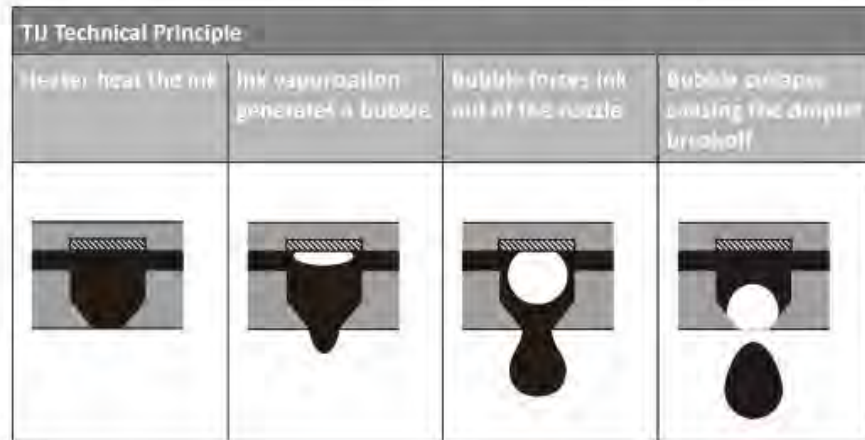 TIJ Technical Principle
Heater heat the ink
Ink vaporization
generates a bubble
Bubble forces ink
out of the nozzle
Bubble collapse
causing the droplet
breakoff